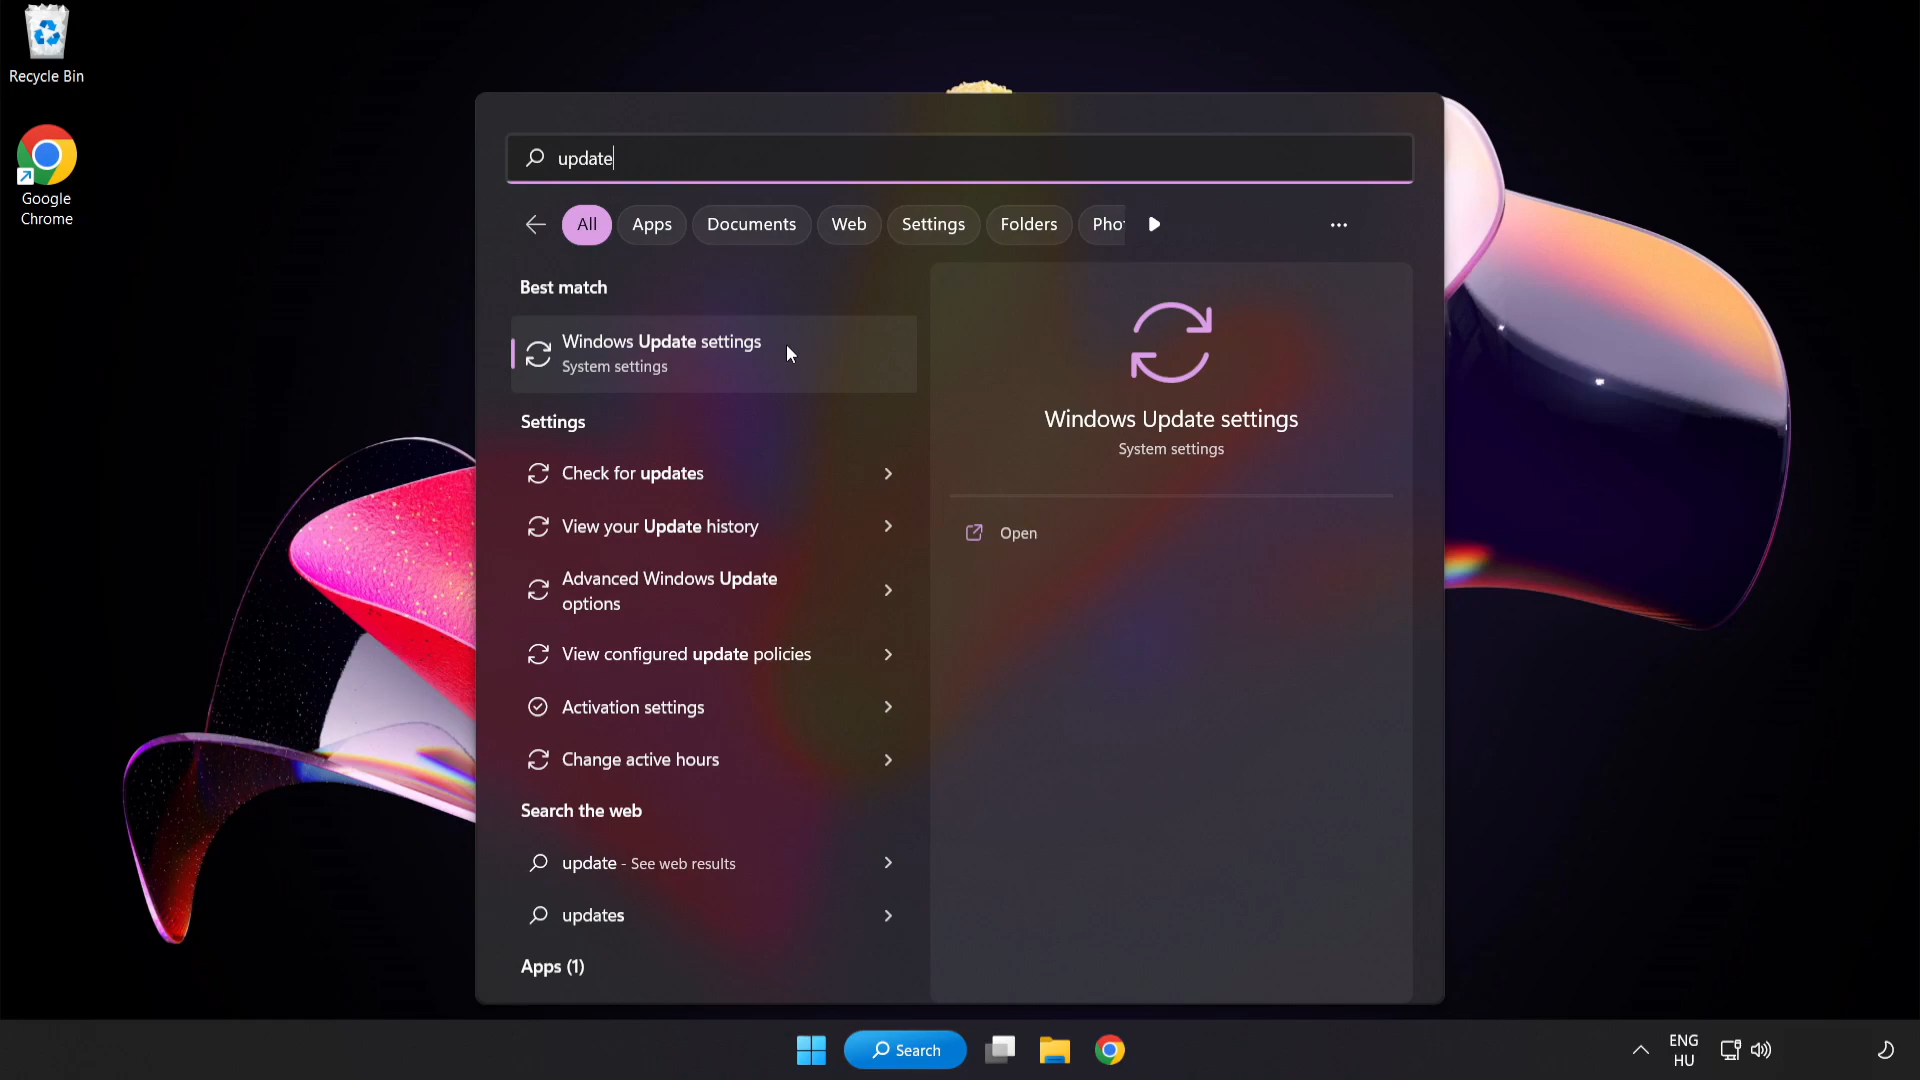 Recycle Bin
Google
Chrome
update
All
Apps
Documents
Web
Settings
Folders
Pho
Best match
Windows Update settings
System settings
Settings
Check for updates
View your Update history
Advanced Windows Update
options
View configured update policies
Activation settings
Change active hours
Search the web
update - See web results
updates
Apps (1)
Windows Update settings
System settings
Open
Search
ENG
HU